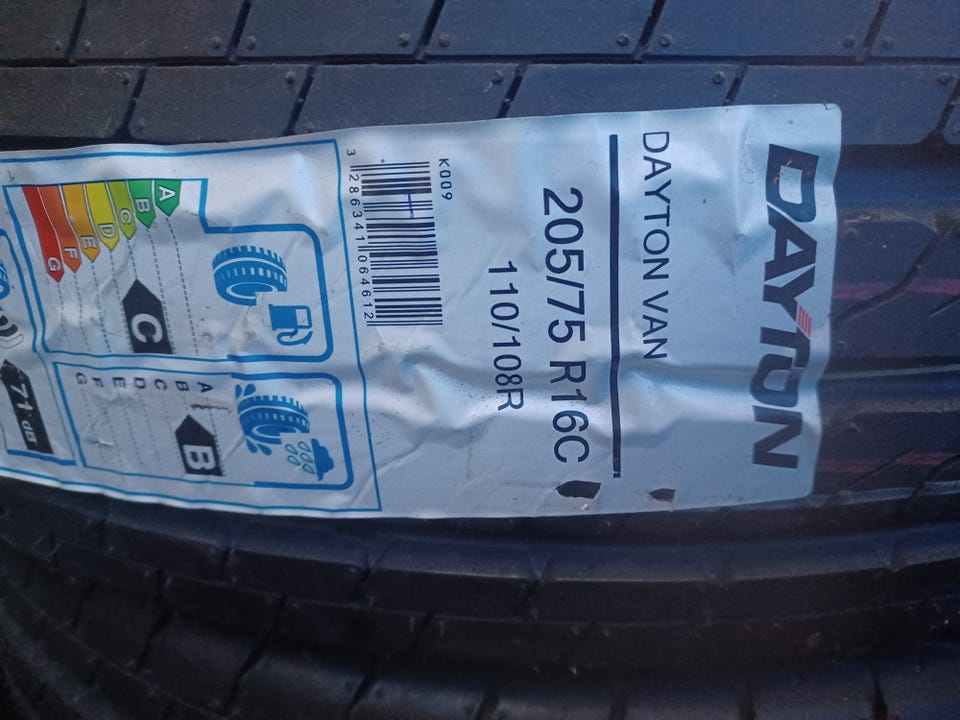 DAYTON
DAYTON VAN
205/75 R16C
110/108R
K009
3 286341 064612
A
B
C
D
E
F
G
C
A
B
C
D
E
F
G
B
71 dB